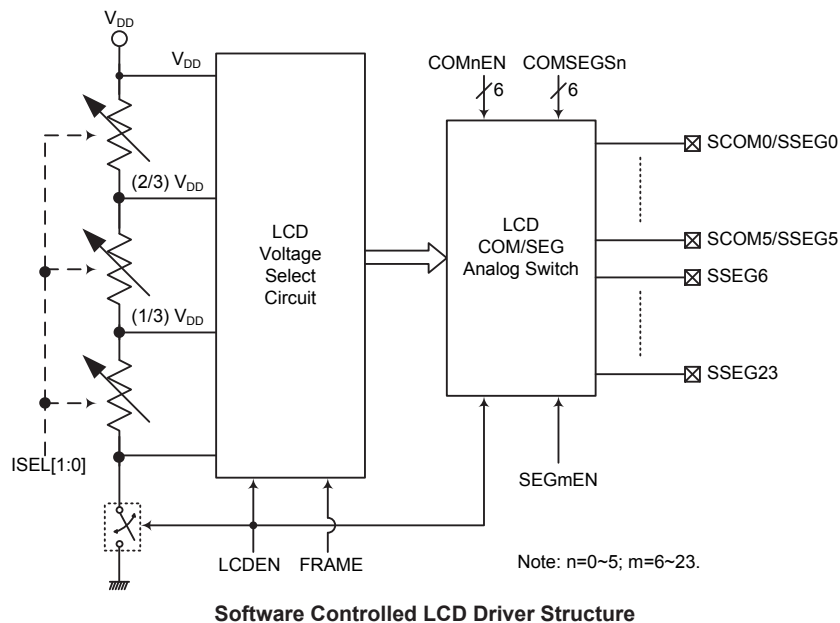 VDD
VDD
(2/3) VDD
(1/3) VDD
ISEL[1:0]
LCD
Voltage
Select
Circuit
LCDEN
FRAME
COMnEN
COMSEGSn
6
6
LCD
COM/SEG
Analog Switch
SEGmEN
SCOM0/SSEG0
SCOM5/SSEG5
SSEG6
SSEG23
Note: n=0~5; m=6~23.
Software Controlled LCD Driver Structure